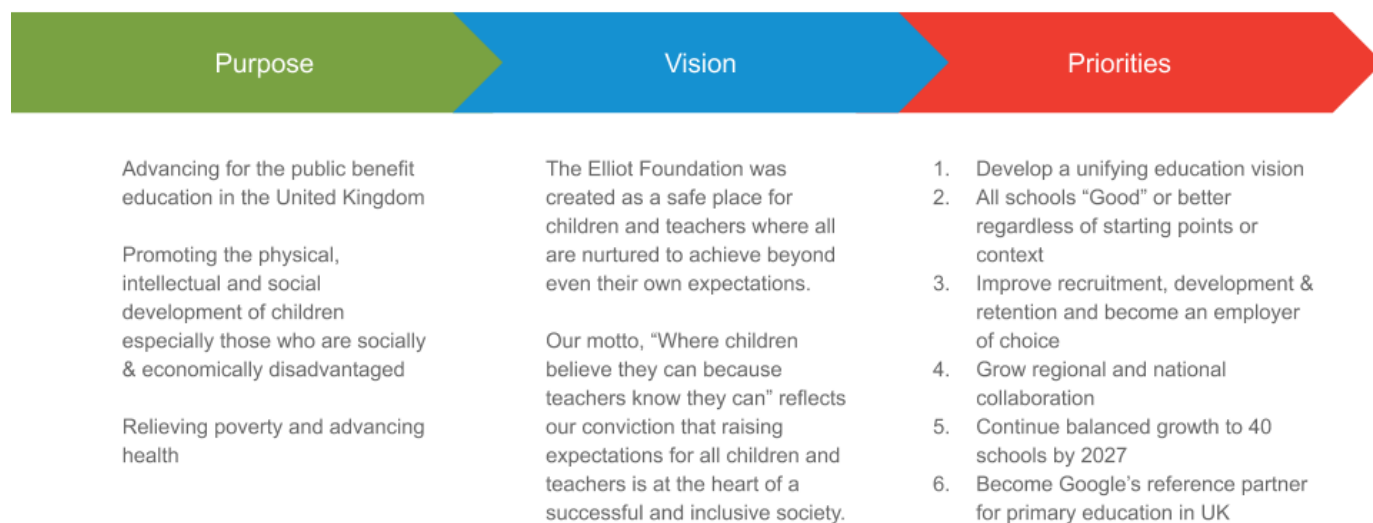 Purpose
Vision
Priorities
Advancing for the public benefit
education in the United Kingdom
Promoting the physical,
intellectual and social
development of children
especially those who are socially
& economically disadvantaged
Relieving poverty and advancing
health
The Elliot Foundation was
created as a safe place for
children and teachers where all
are nurtured to achieve beyond
even their own expectations.
Our motto, “Where children
believe they can because
teachers know they can” reflects
our conviction that raising
expectations for all children and
teachers is at the heart of a
successful and inclusive society.
1. Develop a unifying education vision
2. All schools “Good” or better
regardless of starting points or
context
3. Improve recruitment, development &
retention and become an employer
of choice
4. Grow regional and national
collaboration
5. Continue balanced growth to 40
schools by 2027
6. Become Google’s reference partner
for primary education in UK